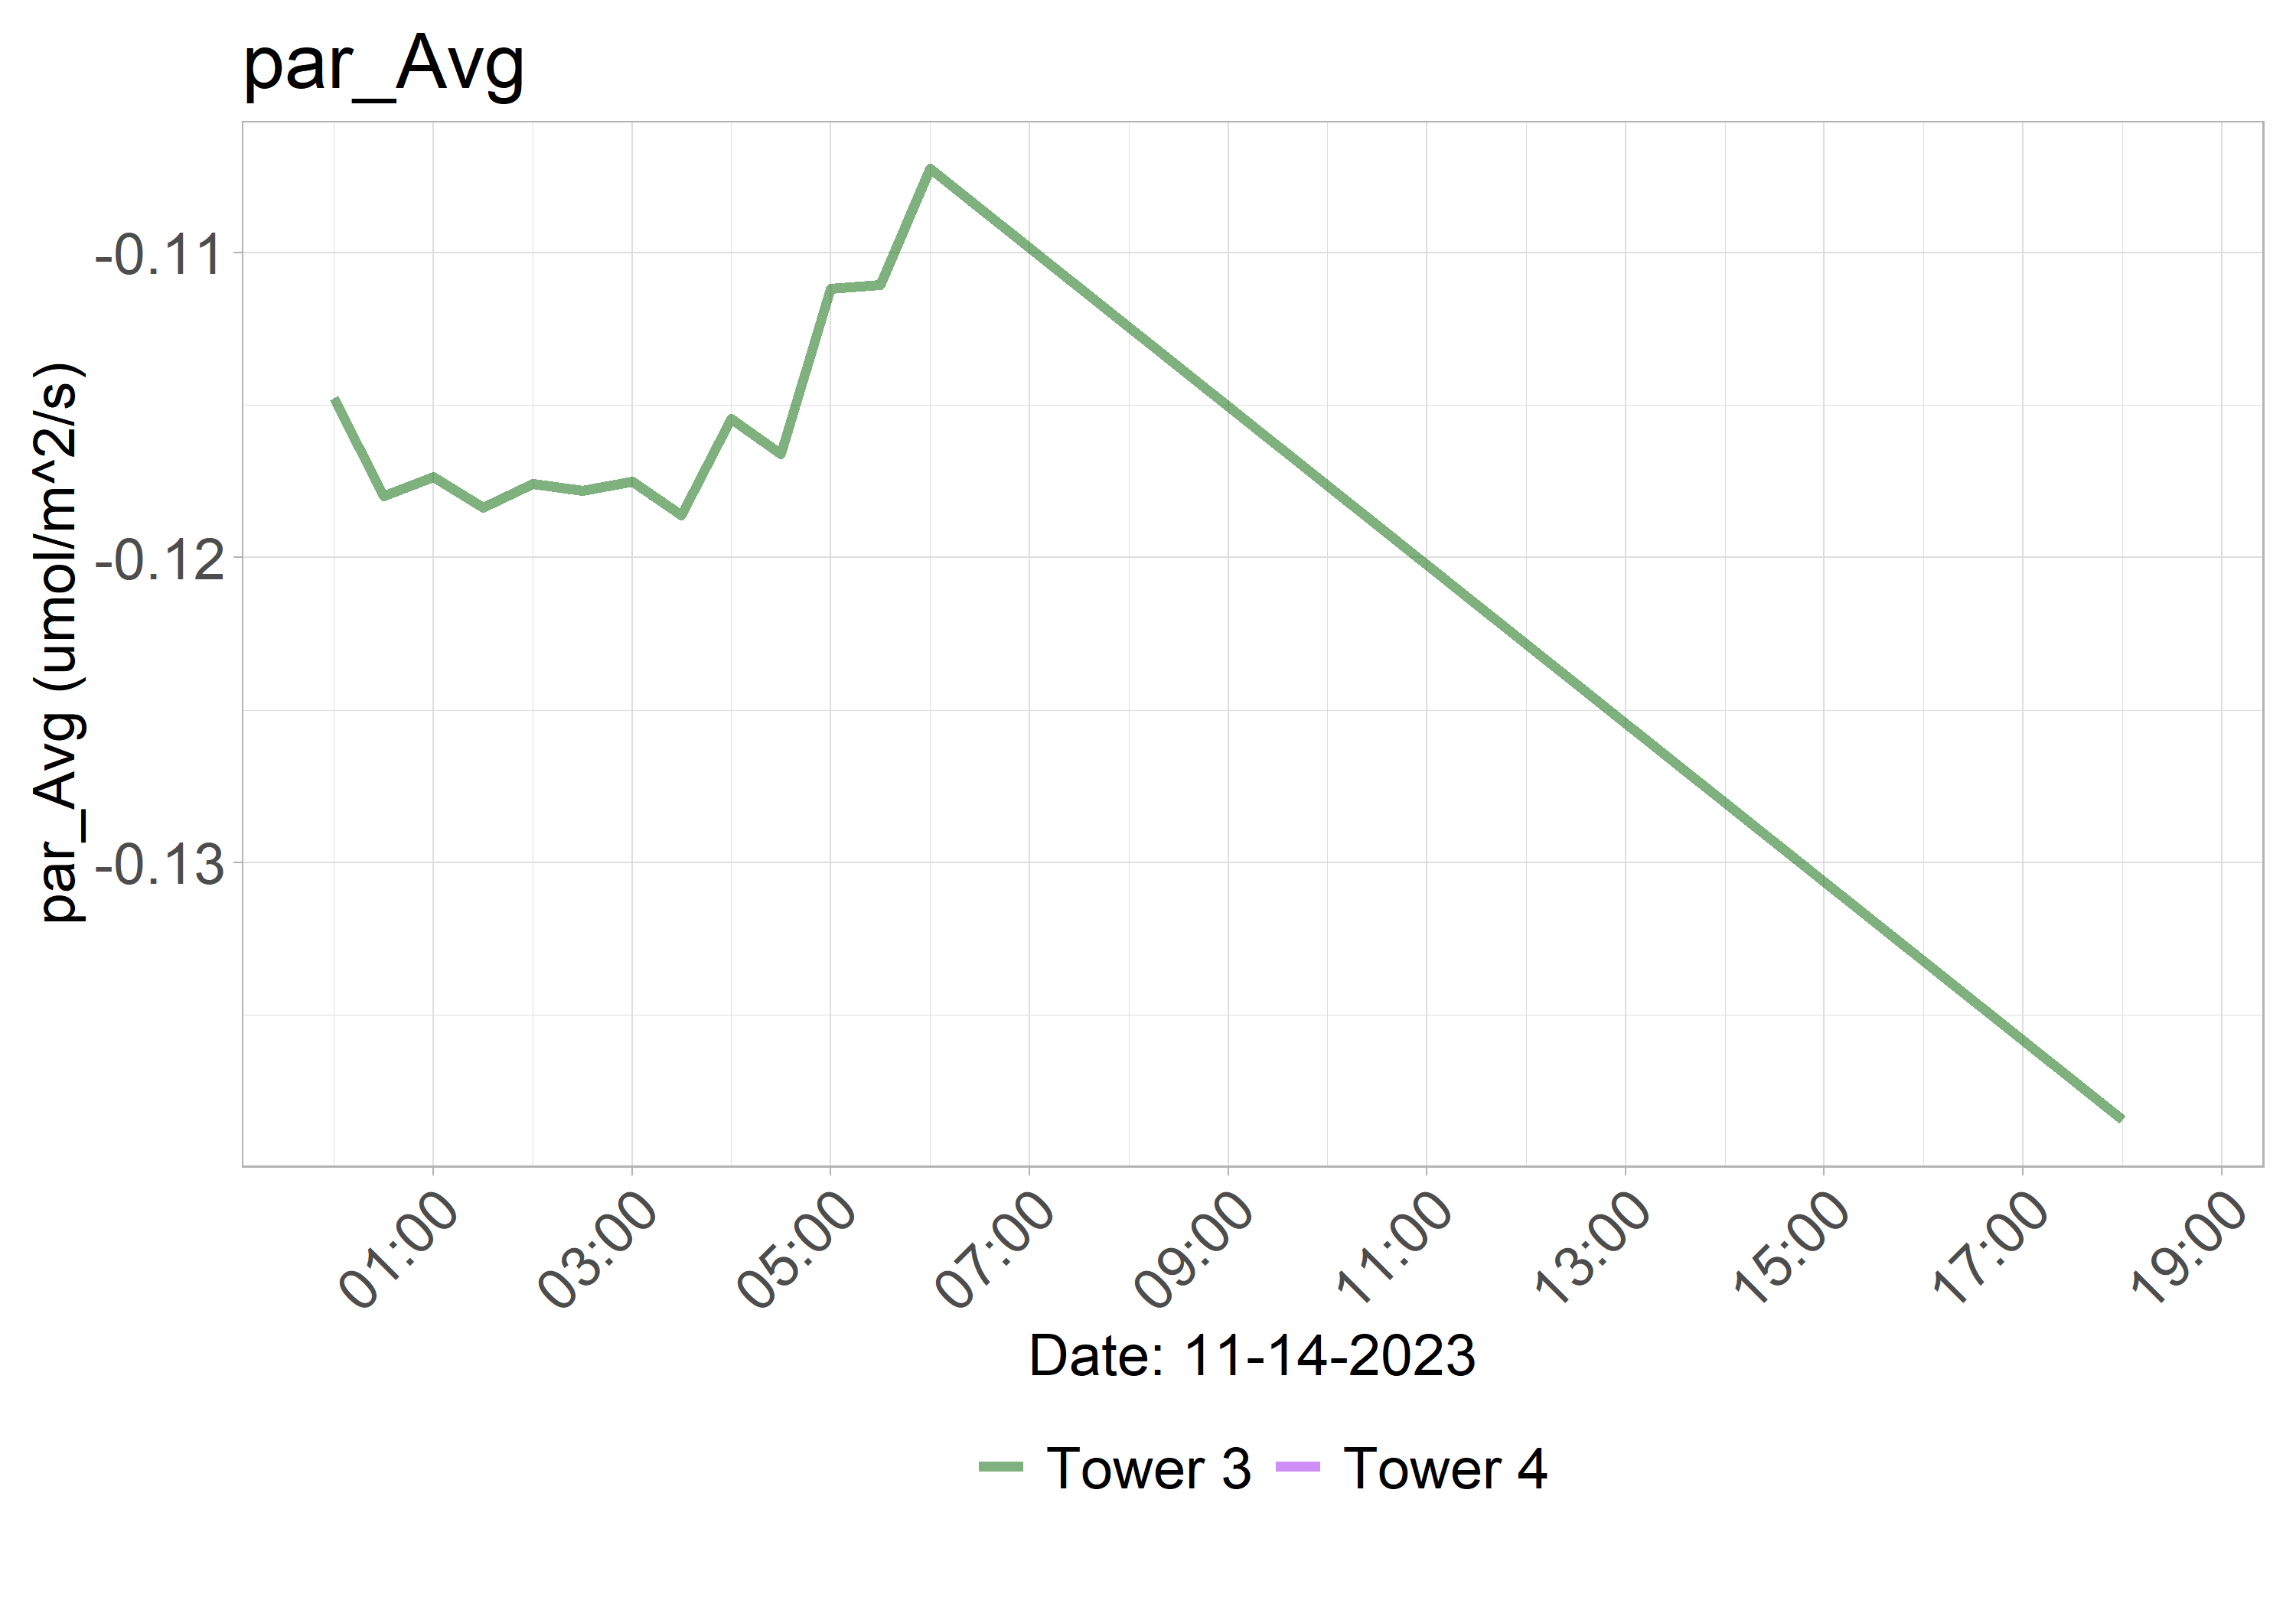 par_Avg
par_Avg (umol/m^2/s)
-0.11
-0.12
-0.13
01:00 03:00 05:00 07:00 09:00 11:00 13:00 15:00 17:00 19:00
Date: 11-14-2023
Tower 3 Tower 4